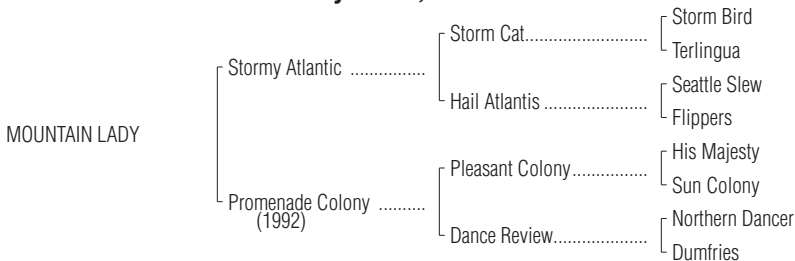 Storm Bird
Storm Cat........................
Terlingua
Stormy Atlantic ................
Seattle Slew
Hail Atlantis ......................
Flippers
MOUNTAIN LADY
His Majesty
Pleasant Colony................
Sun Colony
Promenade Colony ..........
(1992)
Northern Dancer
Dance Review....................
Dumfries